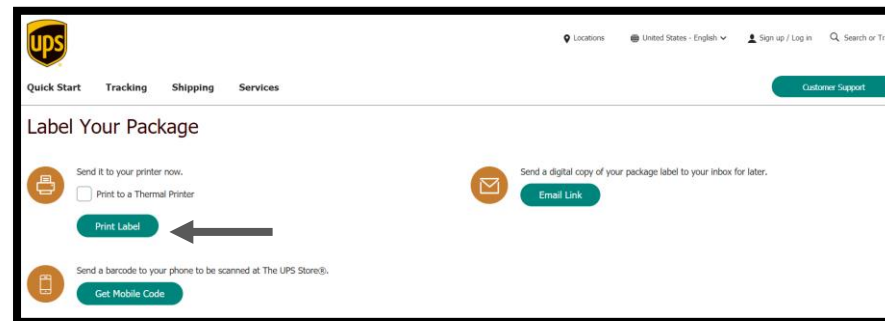 ups
Locations
United States - English
Sign up / Log in
Search or
Quick Start
Tracking
Shipping
Services
Customer Support
Label Your Package
Send it to your printer now.
Print to a Thermal Printer
Print Label
Send a digital copy of your package label to your inbox for later.
Email Link
Send a barcode to your phone to be scanned at The UPS Store®.
Get Mobile Code